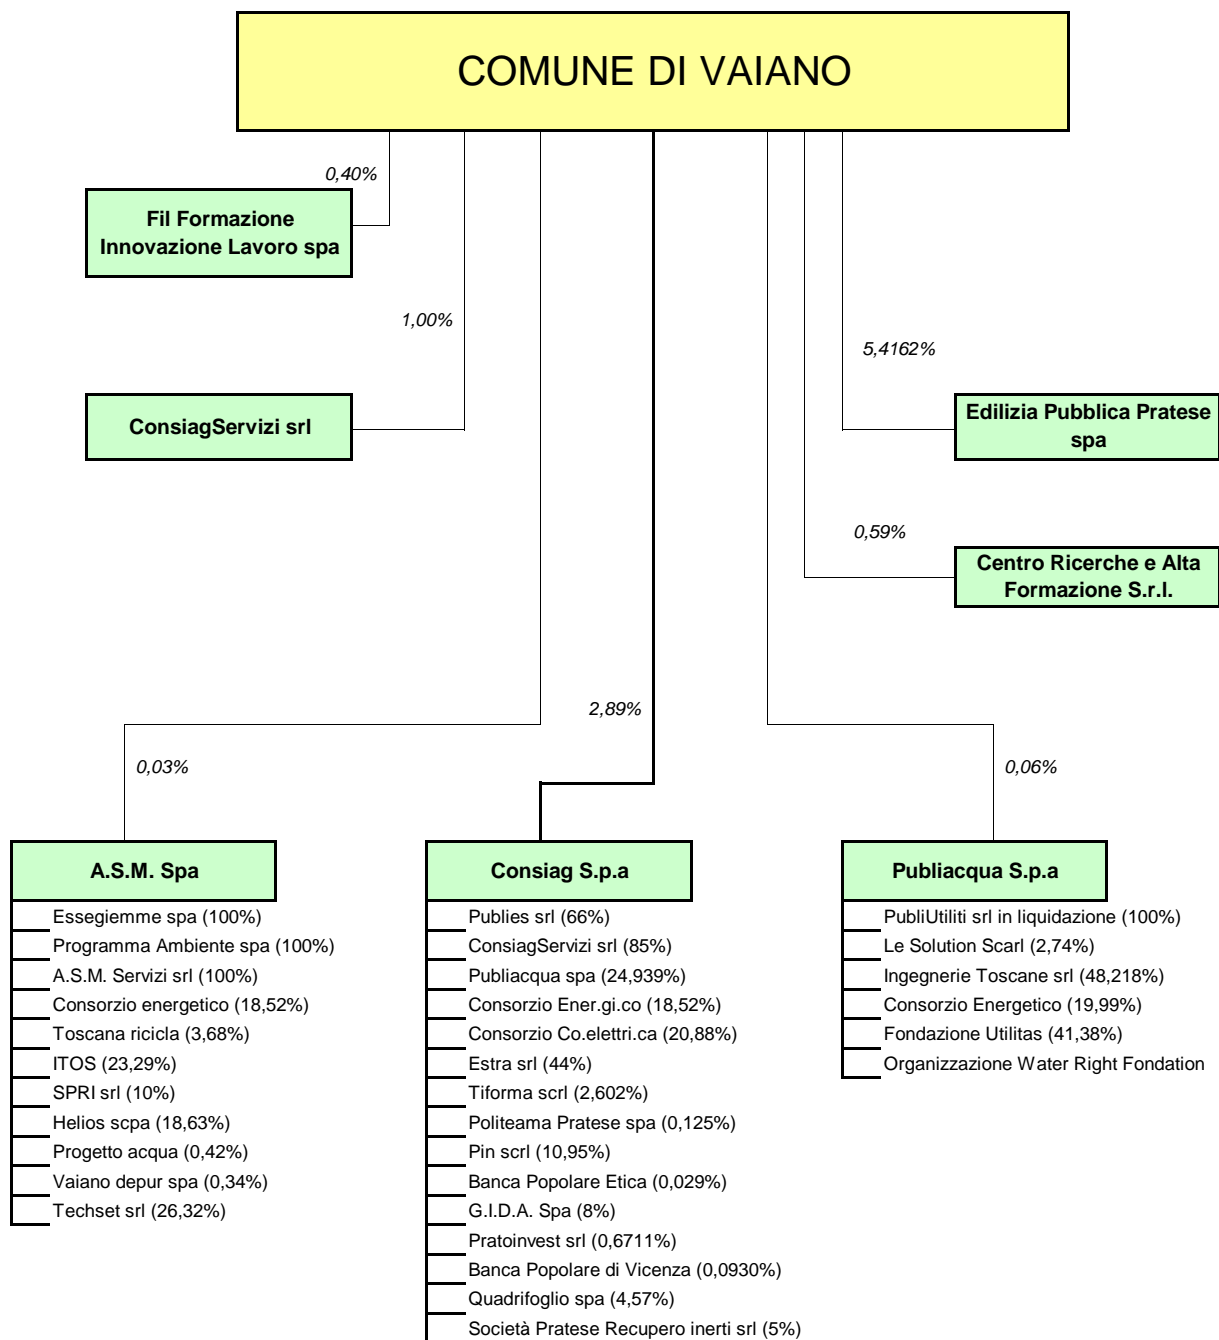 COMUNE DI VAIANO
0,40%
Fil Formazione
Innovazione Lavoro spa
1,00%
ConsiagServizi srl
5,4162%
Edilizia Pubblica Pratese
spa
0,59%
Centro Ricerche e Alta
Formazione S.r.l.
2,89%
0,03%
0,06%
A.S.M. Spa
Essegiemme spa (100%)
Programma Ambiente spa (100%)
A.S.M. Servizi srl (100%)
Consorzio energetico (18,52%)
Toscana ricicla (3,68%)
ITOS (23,29%)
SPRI srl (10%)
Helios scpa (18,63%)
Progetto acqua (0,42%)
Vaiano depur spa (0,34%)
Techset srl (26,32%)
Consiag S.p.a
Publies srl (66%)
ConsiagServizi srl (85%)
Publiacqua spa (24,939%)
Consorzio Ener.gi.co (18,52%)
Consorzio Co.elettri.ca (20,88%)
Estra srl (44%)
Tiforma scrl (2,602%)
Politeama Pratese spa (0,125%)
Pin scrl (10,95%)
Banca Popolare Etica (0,029%)
G.I.D.A. Spa (8%)
Pratoinvest srl (0,6711%)
Banca Popolare di Vicenza (0,0930%)
Quadrifoglio spa (4,57%)
Società Pratese Recupero inerti srl (5%)
Publiacqua S.p.a
PubliUtiliti srl in liquidazione (100%)
Le Solution Scarl (2,74%)
Ingegnerie Toscane srl (48,218%)
Consorzio Energetico (19,99%)
Fondazione Utilitas (41,38%)
Organizzazione Water Right Fondation